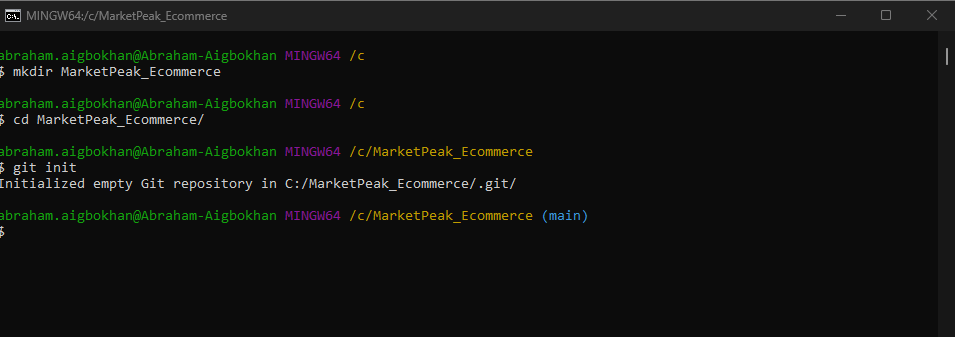 MINGW64:/c/MarketPeak_Ecommerce
abraham.aigbokhan@Abraham-Aigbokhan MINGW64 /c
$ mkdir MarketPeak_Ecommerce
abraham.aigbokhan@Abraham-Aigbokhan MINGW64 /c
$ cd MarketPeak_Ecommerce/
abraham.aigbokhan@Abraham-Aigbokhan MINGW64 /c/MarketPeak_Ecommerce
$ git init
Initialized empty Git repository in C:/MarketPeak_Ecommerce/.git/
abraham.aigbokhan@Abraham-Aigbokhan MINGW64 /c/MarketPeak_Ecommerce (main)
$